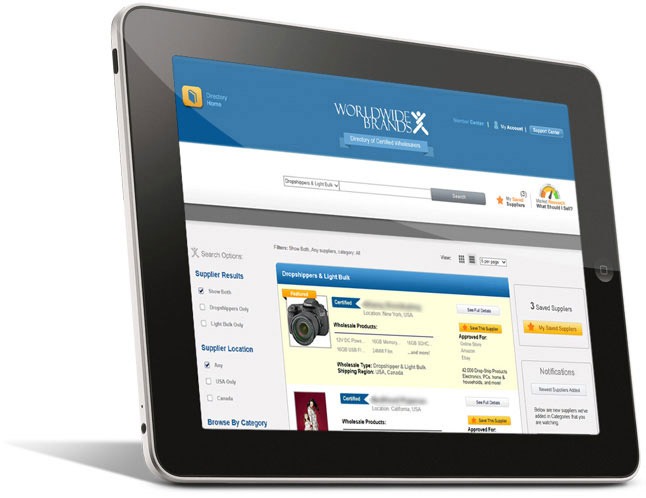 Directory
Home
WORLDWIDE
BRANDS
Directory of Certified Wholesalers
Member Center | My Account | Support Center
Dropshippers & Light Bulk
Search
(3)
My Saved
Suppliers
Market Research
What Should I Sell?
Search Options:
Filters: Show Both, Any suppliers, category: All
View:
5 per page
Supplier Results
Show Both
Dropshippers Only
Light Bulk Only
Supplier Location
Any
USA Only
Canada
Browse By Category
Dropshippers & Light Bulk
Featured
Certified
Location: New York, USA
Wholesale Products:
12V DC Powe... 16GB Memory. 16GB SDHC,
16GB USB Fl... ...and more!
Wholesale Type: Dropshipper & Light Bulk
Shipping Region: USA, Canada
See Full Details
Save This Supplier
Approved For:
Online Store
Amazon
Ebay
42,000 Drop-Ship Products
Electronics, PCs, home &
households, and more!
Certified
Location: California, USA
Wholesale Products:
See Full Details
Save This Supplier
Approved For:
3 Saved Suppliers
My Saved Suppliers
Notifications
Newest Suppliers Added
Below are new suppliers we've
added in Categories that you
are watching.